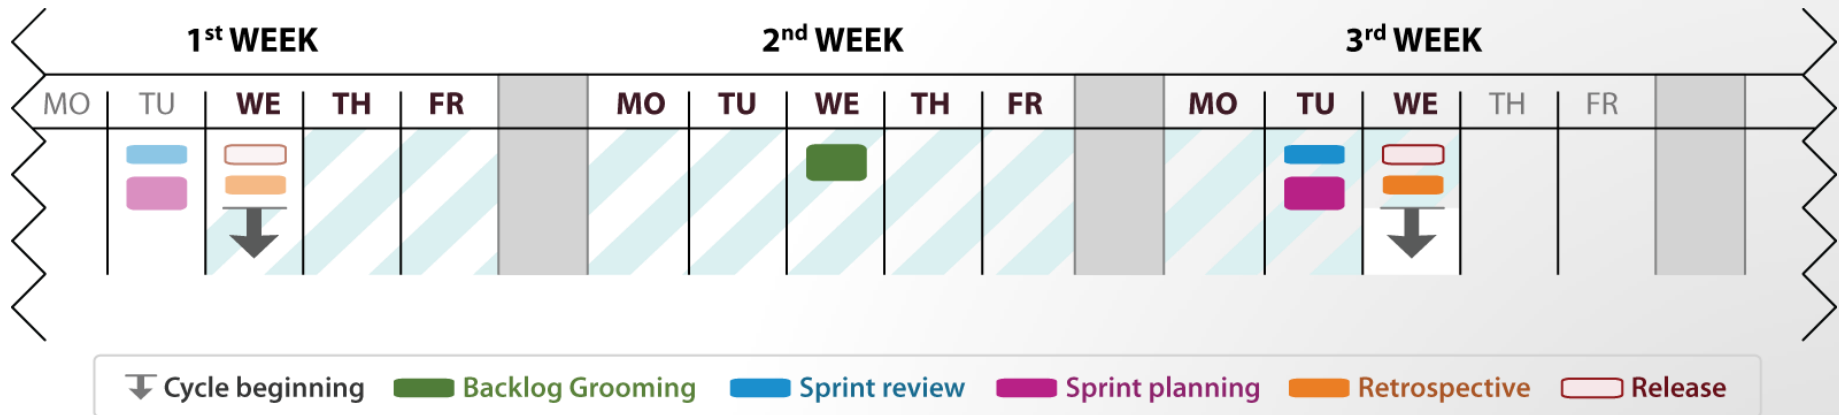 1st WEEK 2nd WEEK 3rd WEEK
MO TU WE TH FR MO TU WE TH FR MO TU WE TH FR
Cycle beginning Backlog Grooming Sprint review Sprint planning Retrospective Release